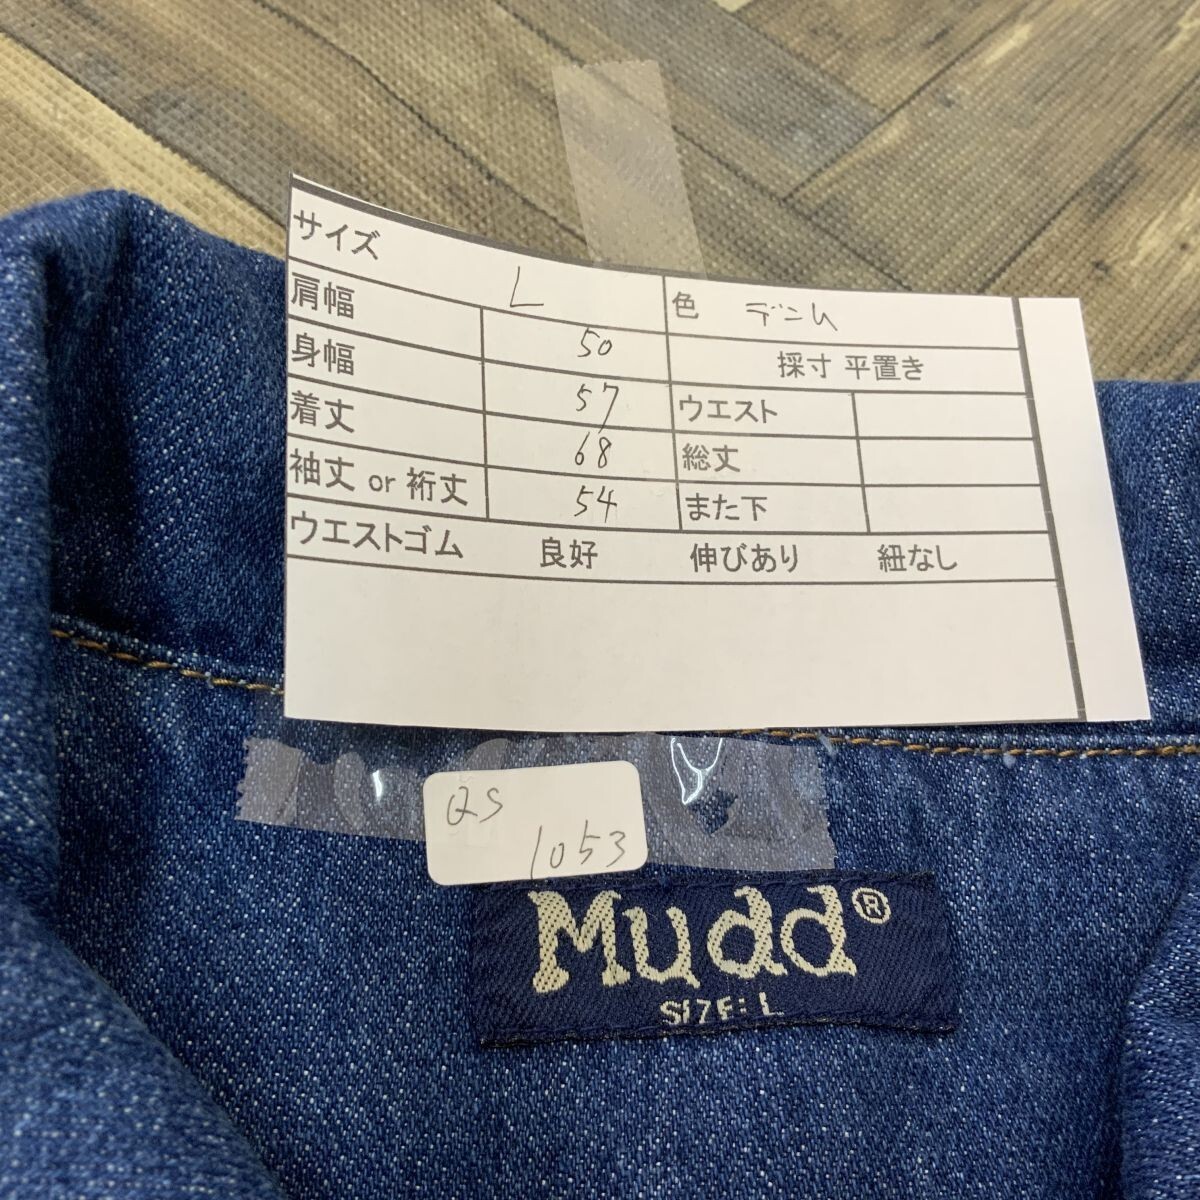 サイズ L 色 デニム
肩幅 50 採寸 平置き
身幅 57 ウエスト
着丈 68 総丈
袖丈 or 裄丈 54 また下
ウエストゴム 良好 伸びあり 紐なし
QS
1053
Mudd®
SIZE: L